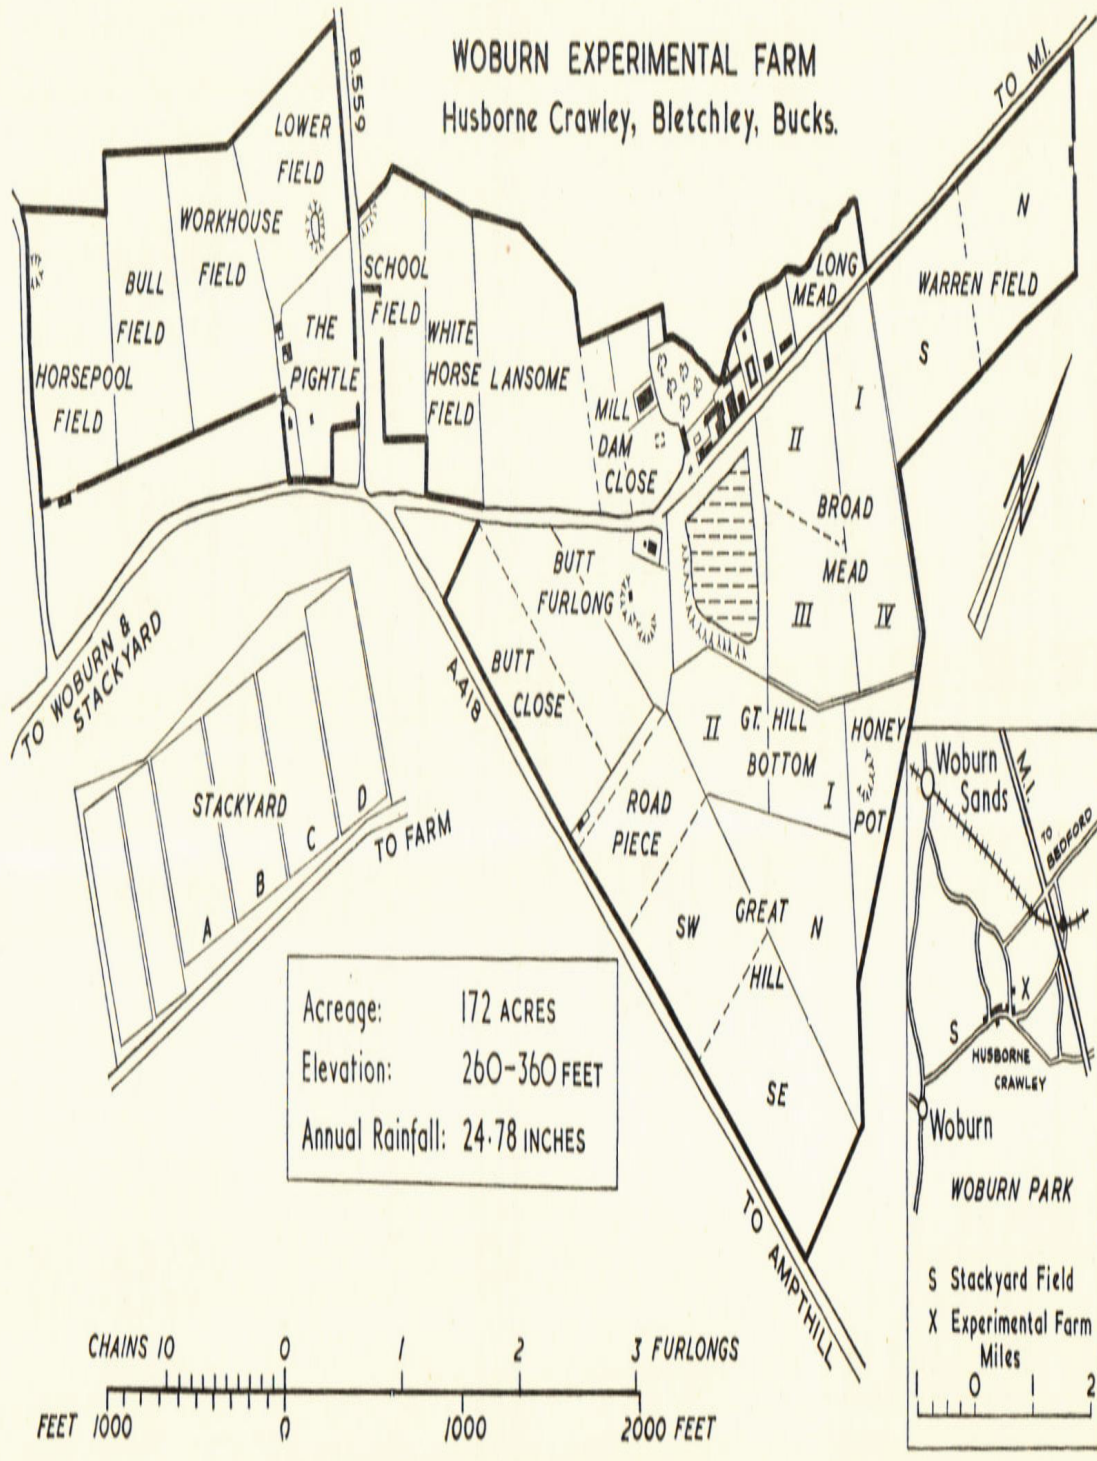 WOBURN EXPERIMENTAL FARM
Husborne Crawley, Bletchley, Bucks.
B.559
TO M.I.
LOWER
FIELD
WORKHOUSE
FIELD
BULL
FIELD
HORSEPOOL
FIELD
THE
PIGHTLE
SCHOOL
FIELD
WHITE
HORSE
FIELD
LANSOME
MILL
DAM
CLOSE
LONG
MEAD
N
WARREN FIELD
S
I
II
BROAD
MEAD
III
IV
N
BUTT
FURLONG
BUTT
CLOSE
A.418
TO WOBURN &
STACKYARD
STACKYARD
A
B
C
D
TO FARM
II
GT. HILL
BOTTOM
I
HONEY
POT
ROAD
PIECE
SW
GREAT
N
HILL
SE
TO AMPTHILL
Acreage: 172 ACRES
Elevation: 260-360 FEET
Annual Rainfall: 24·78 INCHES
Woburn
Sands
M.I.
TO
BEDFORD
X
S
HUSBORNE
CRAWLEY
Woburn
WOBURN PARK
S Stackyard Field
X Experimental Farm
Miles
1 0 1 2
CHAINS 10 0 1 2 3 FURLONGS
FEET 1000 0 1000 2000 FEET